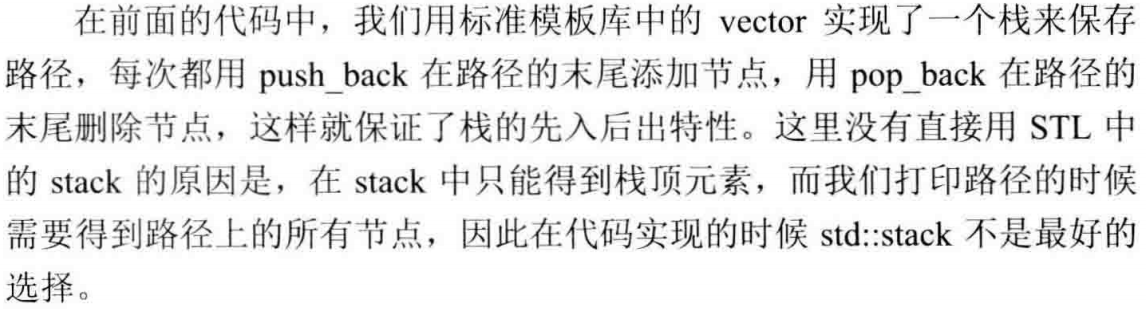 在前面的代码中，我们用标准模板库中的 vector 实现了一个栈来保存
路径，每次都用 push_back 在路径的末尾添加节点，用 pop_back 在路径的
末尾删除节点，这样就保证了栈的先入后出特性。这里没有直接用 STL 中
的 stack 的原因是，在 stack 中只能得到栈顶元素，而我们打印路径的时候
需要得到路径上的所有节点，因此在代码实现的时候 std::stack 不是最好的
选择。